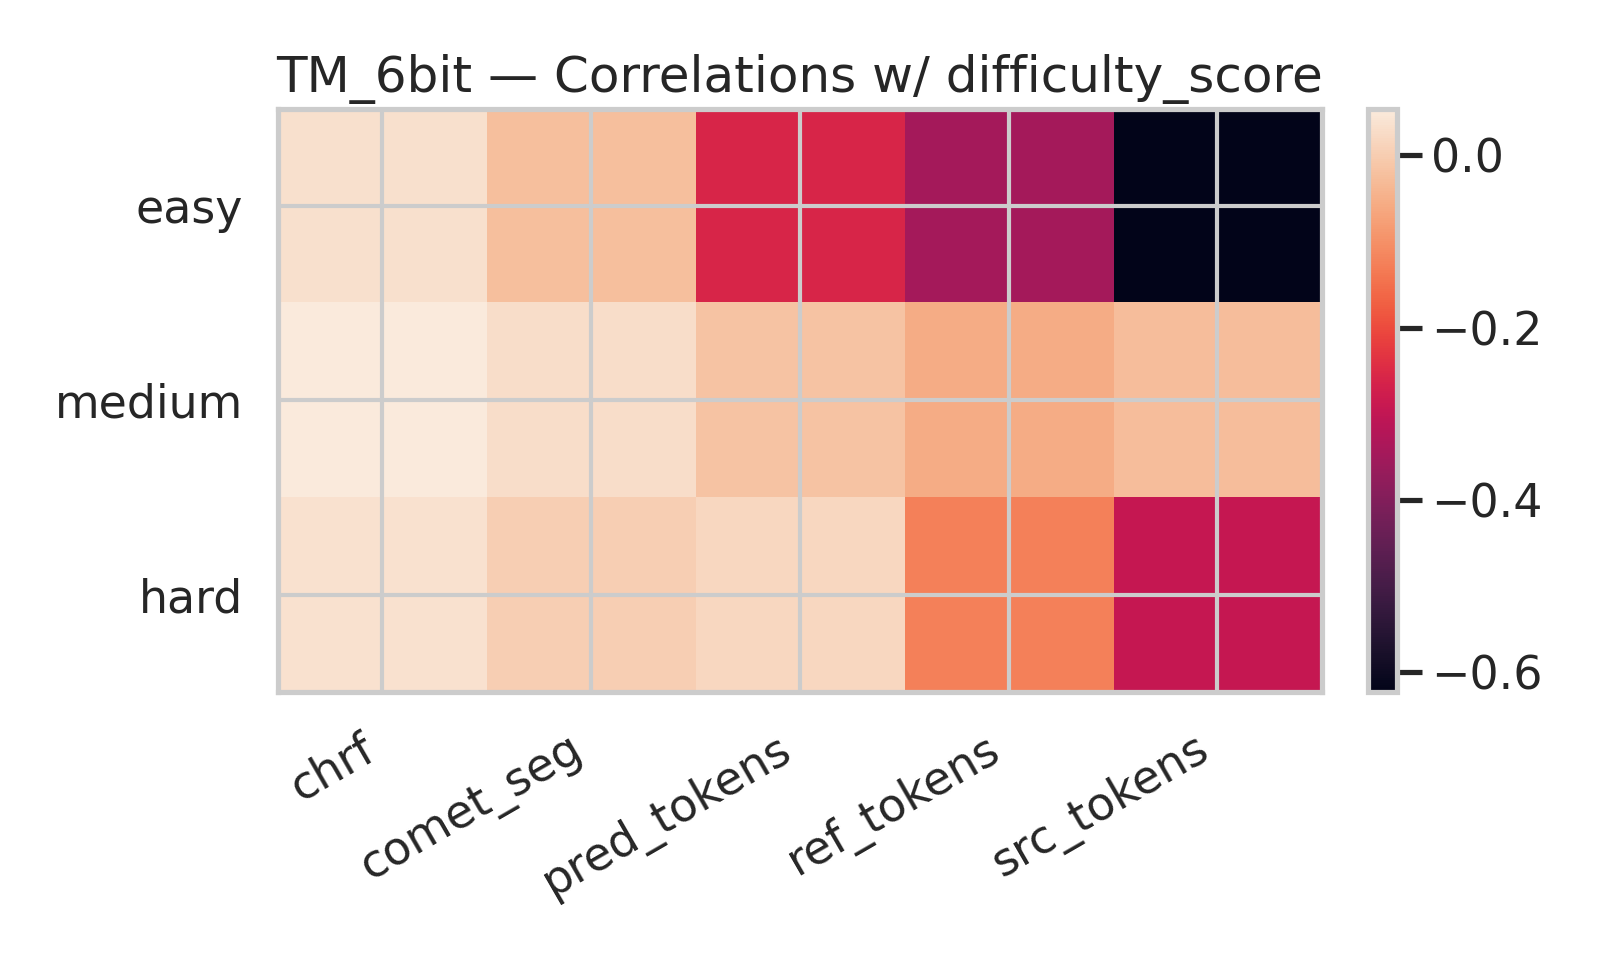 TM_6bit — Correlations w/ difficulty_score
easy
medium
hard
chrf
comet_seg
pred_tokens
ref_tokens
src_tokens
0.0
−0.2
−0.4
−0.6